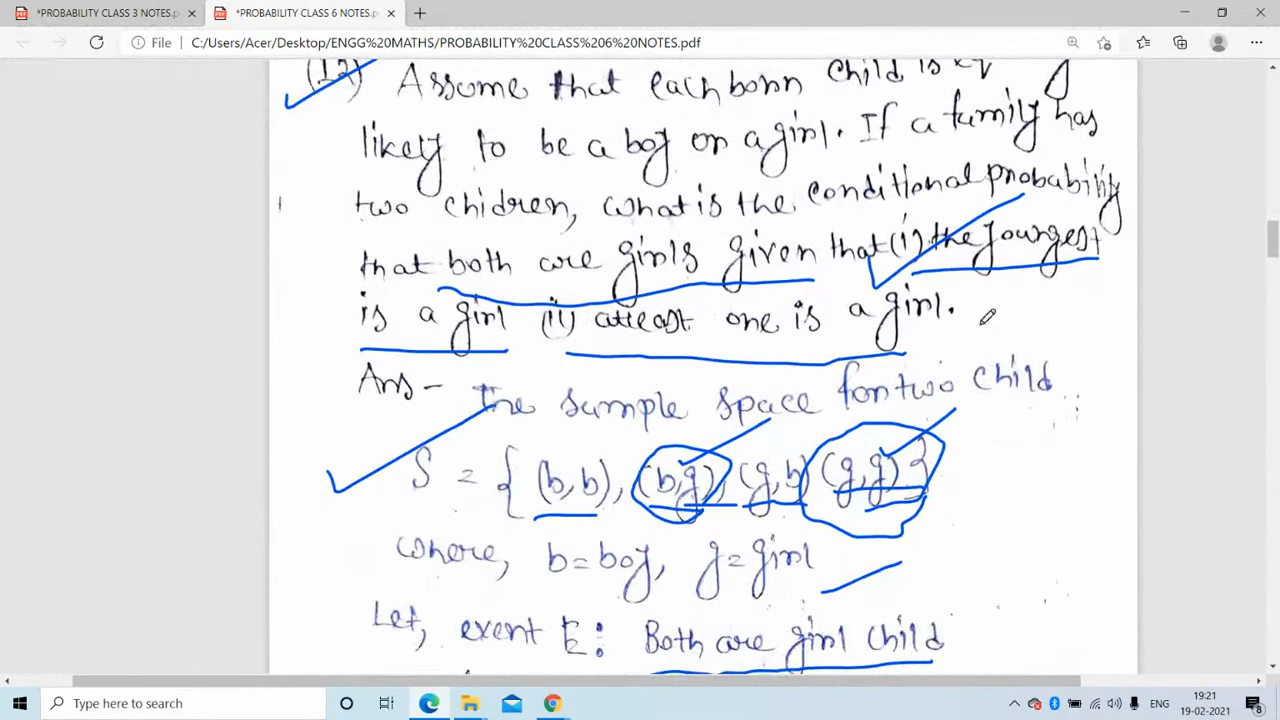 *PROBABILITY CLASS 3 NOTES.p
*PROBABILITY CLASS 6 NOTES.p
File C:/Users/Acer/Desktop/ENGG%20MATHS/PROBABILITY%20CLASS%206%20NOTES.pdf
(12) Assume that each born child is
likely to be a boy or a girl. If a family has
two chidren, what is the conditional probability
that both are girls given that (i) the youngest
is a girl (ii) atleast one is a girl.
Ans - The sample space for two child
S = { (b,b), (b,g), (g,b) (g,g) }
where, b = boy, g = girl
Let, event E : Both are girl child
Type here to search
ENG
19:21
19-02-2021
8